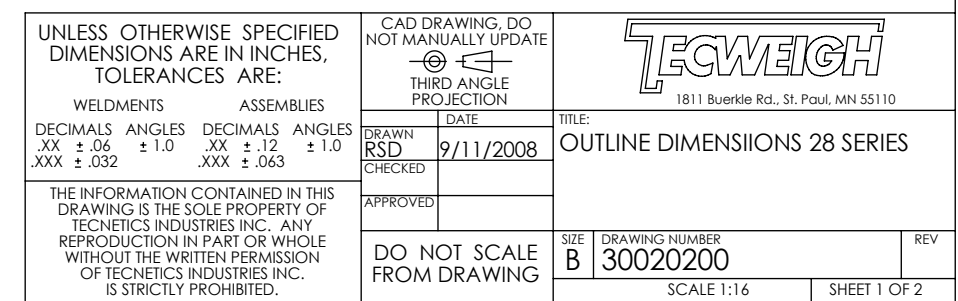 UNLESS OTHERWISE SPECIFIED
DIMENSIONS ARE IN INCHES,
TOLERANCES ARE:
WELDMENTS ASSEMBLIES
DECIMALS ANGLES DECIMALS ANGLES
.XX ± .06 ± 1.0 .XX ± .12 ± 1.0
.XXX ± .032 .XXX ± .063
THE INFORMATION CONTAINED IN THIS
DRAWING IS THE SOLE PROPERTY OF
TECNETICS INDUSTRIES INC. ANY
REPRODUCTION IN PART OR WHOLE
WITHOUT THE WRITTEN PERMISSION
OF TECNETICS INDUSTRIES INC.
IS STRICTLY PROHIBITED.
CAD DRAWING, DO
NOT MANUALLY UPDATE
THIRD ANGLE
PROJECTION
DATE
DRAWN
RSD 9/11/2008
CHECKED
APPROVED
DO NOT SCALE
FROM DRAWING
TECWEIGH
1811 Buerkle Rd., St. Paul, MN 55110
TITLE:
OUTLINE DIMENSIIONS 28 SERIES
SIZE DRAWING NUMBER REV
B 30020200
SCALE 1:16 SHEET 1 OF 2